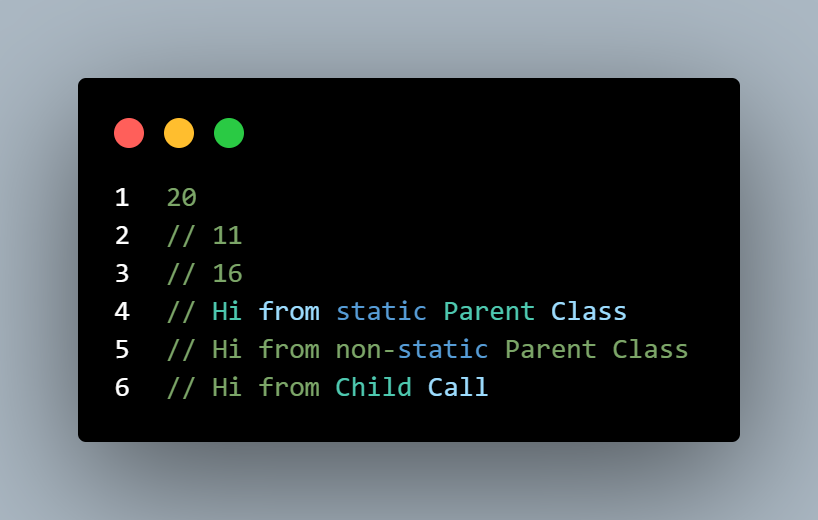 1 20
2 // 11
3 // 16
4 // Hi from static Parent Class
5 // Hi from non-static Parent Class
6 // Hi from Child Call